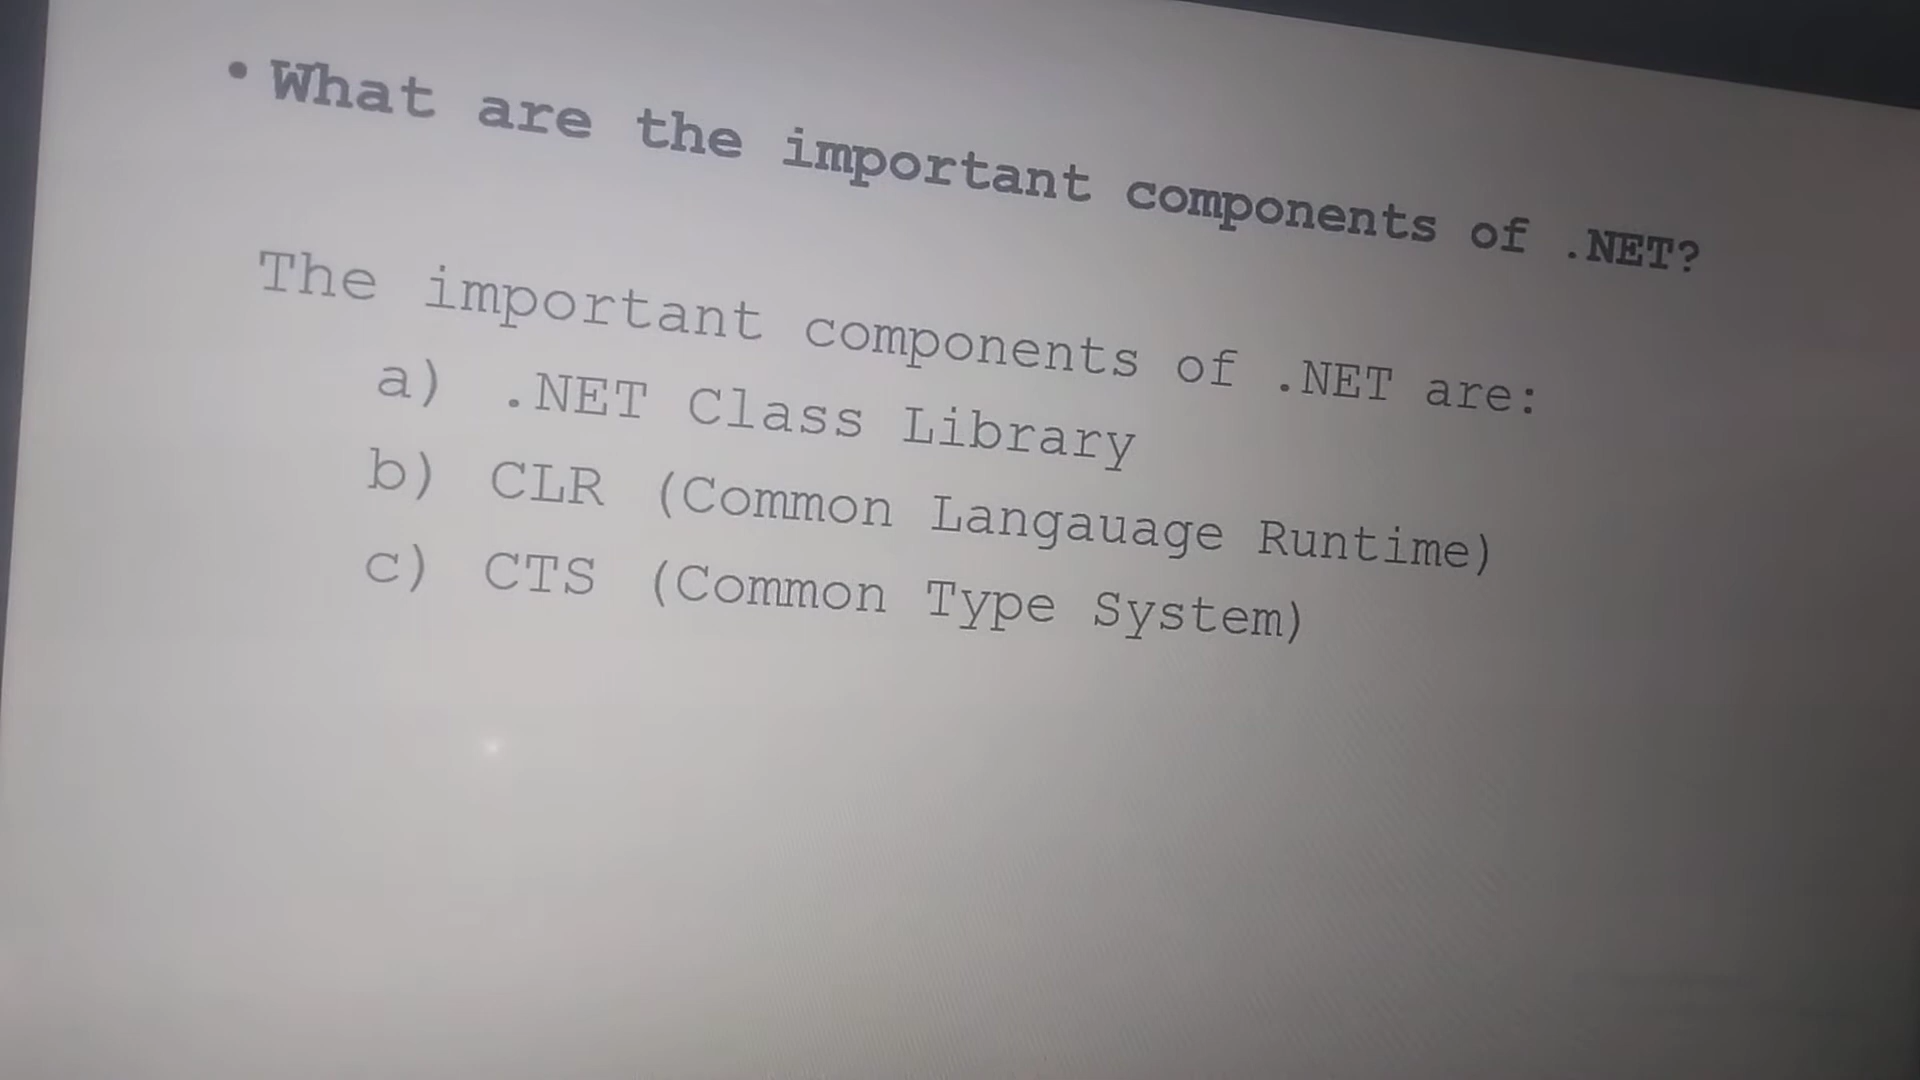 • What are the important components of .NET?
The important components of .NET are:
a) .NET Class Library
b) CLR (Common Langauage Runtime)
c) CTS (Common Type System)